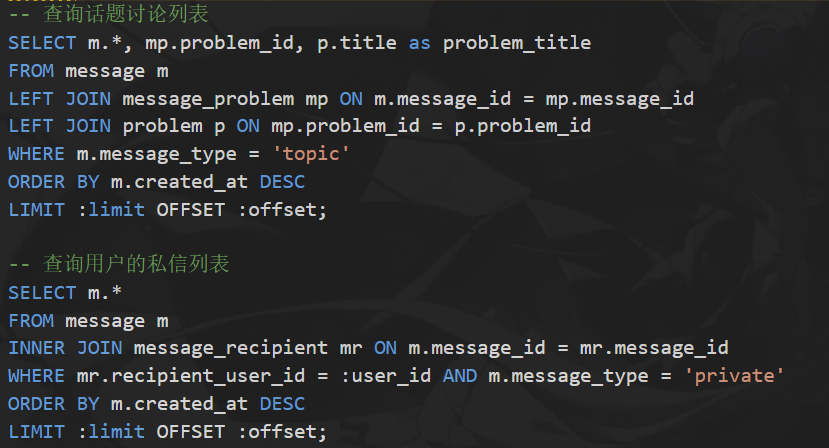 -- 查询话题讨论列表
SELECT m.*, mp.problem_id, p.title as problem_title
FROM message m
LEFT JOIN message_problem mp ON m.message_id = mp.message_id
LEFT JOIN problem p ON mp.problem_id = p.problem_id
WHERE m.message_type = 'topic'
ORDER BY m.created_at DESC
LIMIT :limit OFFSET :offset;
-- 查询用户的私信列表
SELECT m.*
FROM message m
INNER JOIN message_recipient mr ON m.message_id = mr.message_id
WHERE mr.recipient_user_id = :user_id AND m.message_type = 'private'
ORDER BY m.created_at DESC
LIMIT :limit OFFSET :offset;